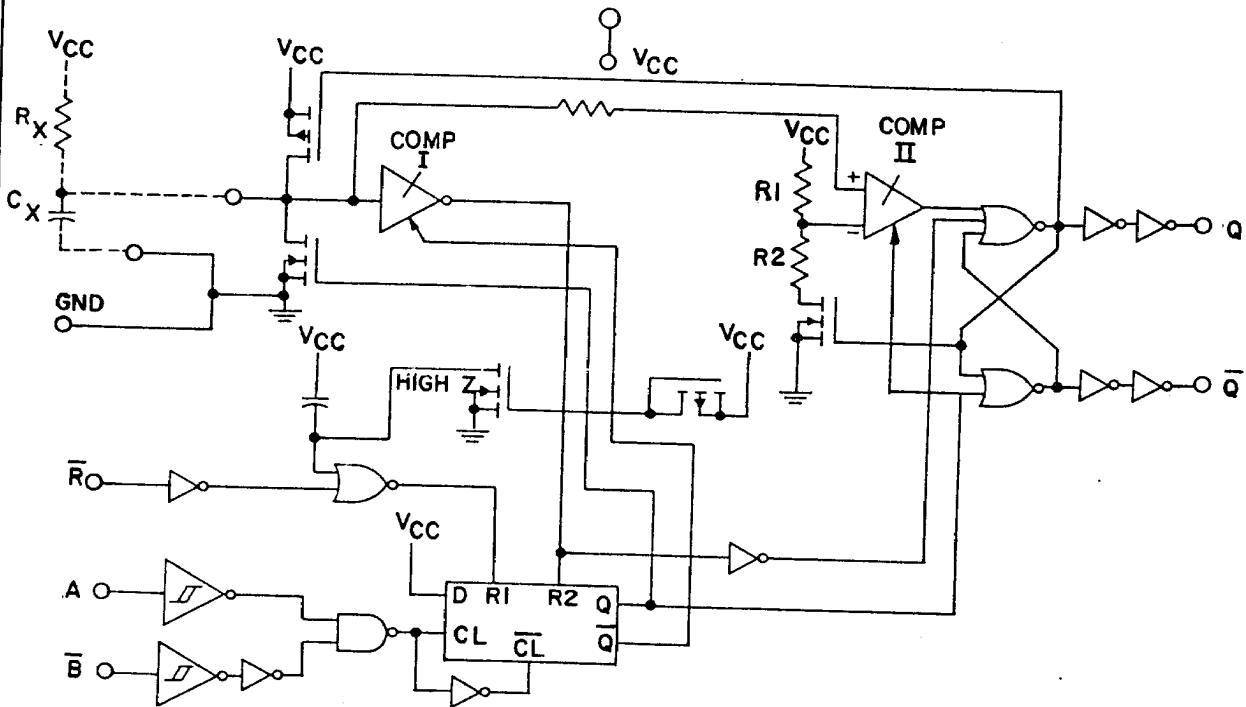 VCC
VCC
VCC
RX
CX
COMP
I
VCC
COMP
II
+
−
R1
R2
Q
GND
VCC
HIGH Z
VCC
Q̅
R̅
VCC
A
B̅
D R1 R2 Q
CL C̅L̅ Q̅